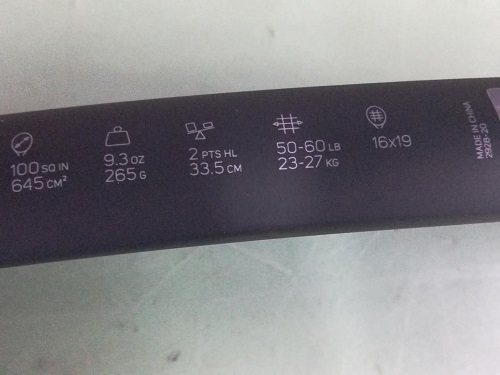 100 SQ IN
645 CM²
9.3 OZ
265 G
2 PTS HL
33.5 CM
50-60 LB
23-27 KG
16x19
MADE IN CHINA
2928-20